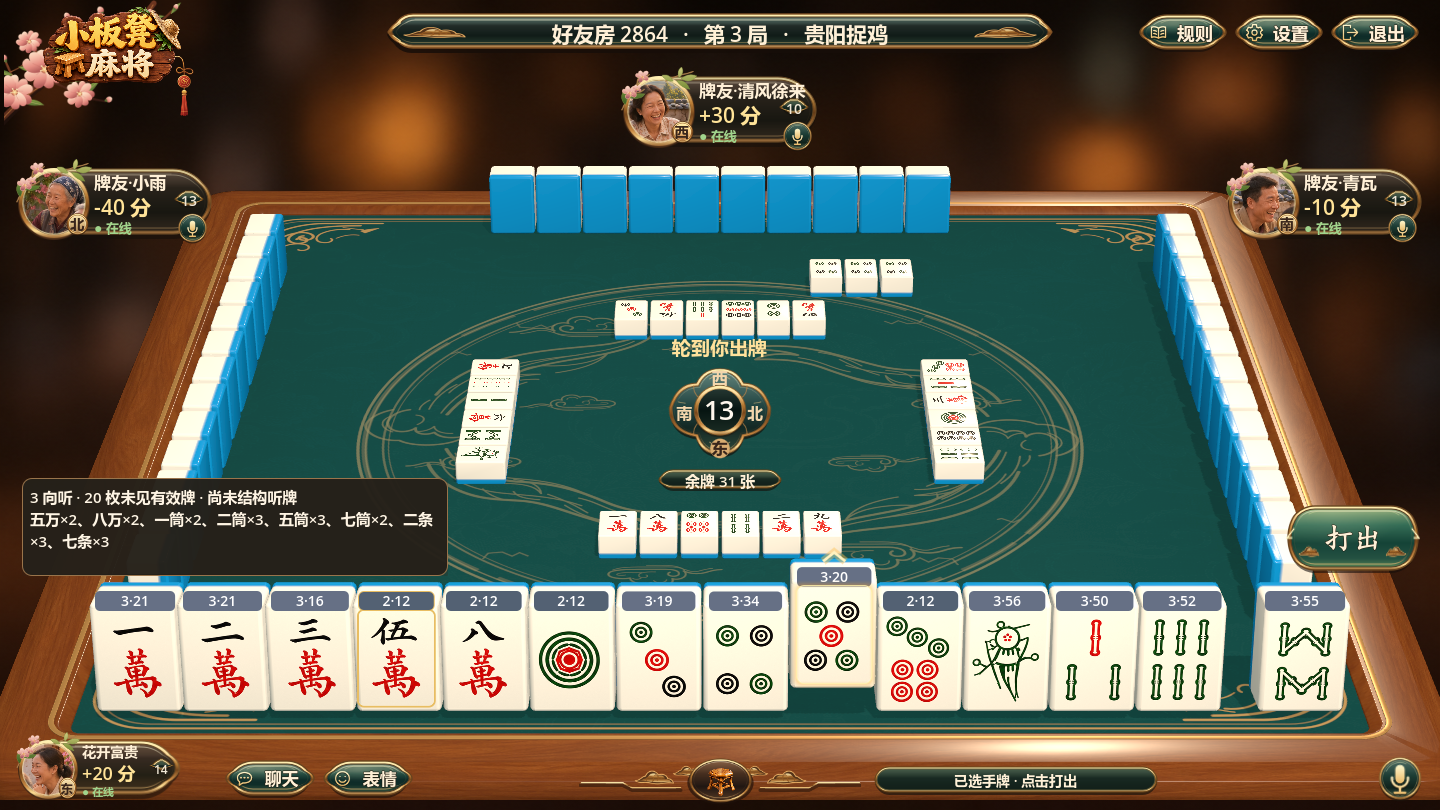 小板凳
麻将
好友房 2864 · 第 3 局 · 贵阳捉鸡
规则
设置
退出
牌友·清风徐来
+30 分
10
西
在线
牌友·小雨
-40 分
13
北
在线
牌友·青瓦
-10 分
13
南
在线
轮到你出牌
西
南 13 北
东
余牌 31 张
3 向听 · 20 枚未见有效牌 · 尚未结构听牌
五万×2、八万×2、一筒×2、二筒×3、五筒×3、七筒×2、二条
×3、七条×3
一萬 八萬 二萬 九萬
打出
3·21 3·21 3·16 2·12 2·12 2·12 3·19 3·34 3·20 2·12 3·56 3·50 3·52 3·55
一 二 三 伍 八
萬 萬 萬 萬 萬
花开富贵
+20 分
14
东
在线
聊天
表情
已选手牌 · 点击打出